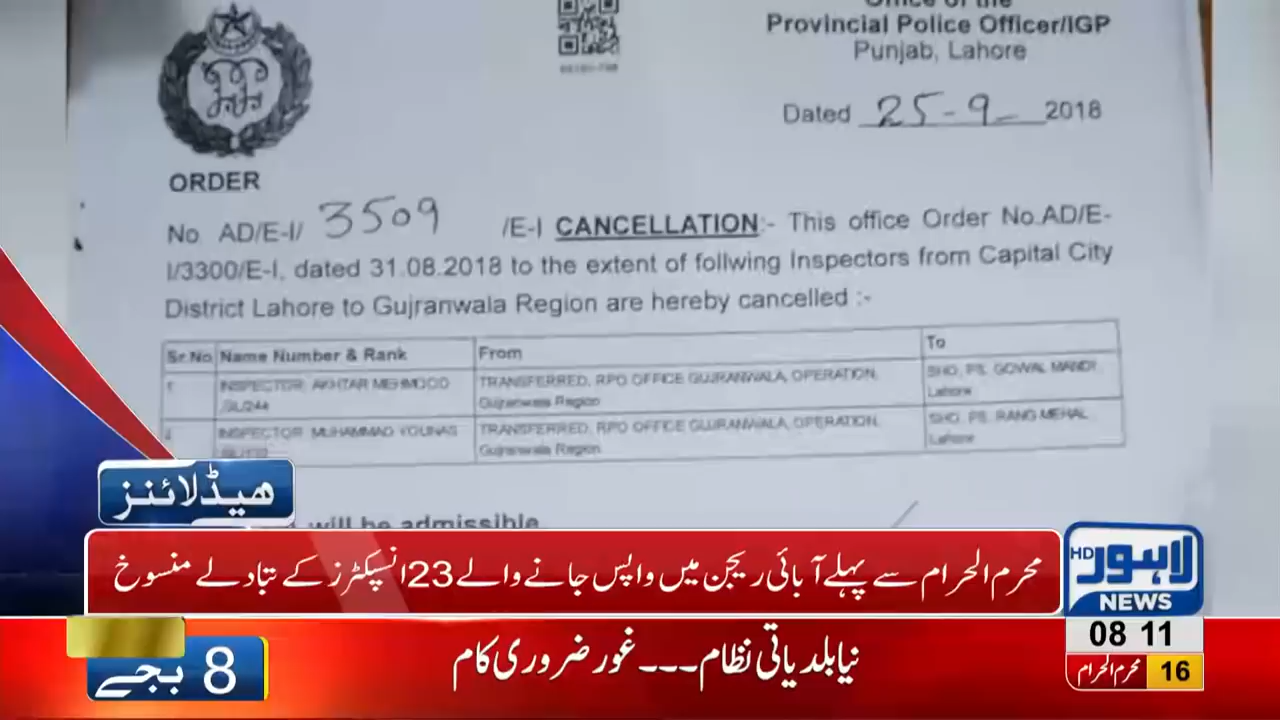 Office of the
Provincial Police Officer/IGP
Punjab, Lahore
Dated 25-9- 2018
ORDER
No. AD/E-I/ 3509 /E-I CANCELLATION:- This office Order No.AD/E-
I/3300/E-I, dated 31.08.2018 to the extent of follwing Inspectors from Capital City
District Lahore to Gujranwala Region are hereby cancelled :-
Sr.No Name Number & Rank From To
1 INSPECTOR AKHTAR MEHMOOD TRANSFERRED, RPO OFFICE GUJRANWALA, OPERATION, SHO, PS, GOWAL MANDI,
Gujranwala Region Lahore
INSPECTOR MUHAMMAD YOUNAS TRANSFERRED, RPO OFFICE GUJRANWALA, OPERATION, SHO, PS, RANG MEHAL,
Gujranwala Region Lahore
will be admissible.
ہیڈلائنز
محرم الحرام سے پہلے آبائی ریجن میں واپس جانے والے 23 انسپکٹرز کے تبادلے منسوخ
لاہور
HD
NEWS
08 11
نیا بلدیاتی نظام ۔۔۔ غور ضروری کام
8 بجے
16 محرم الحرام